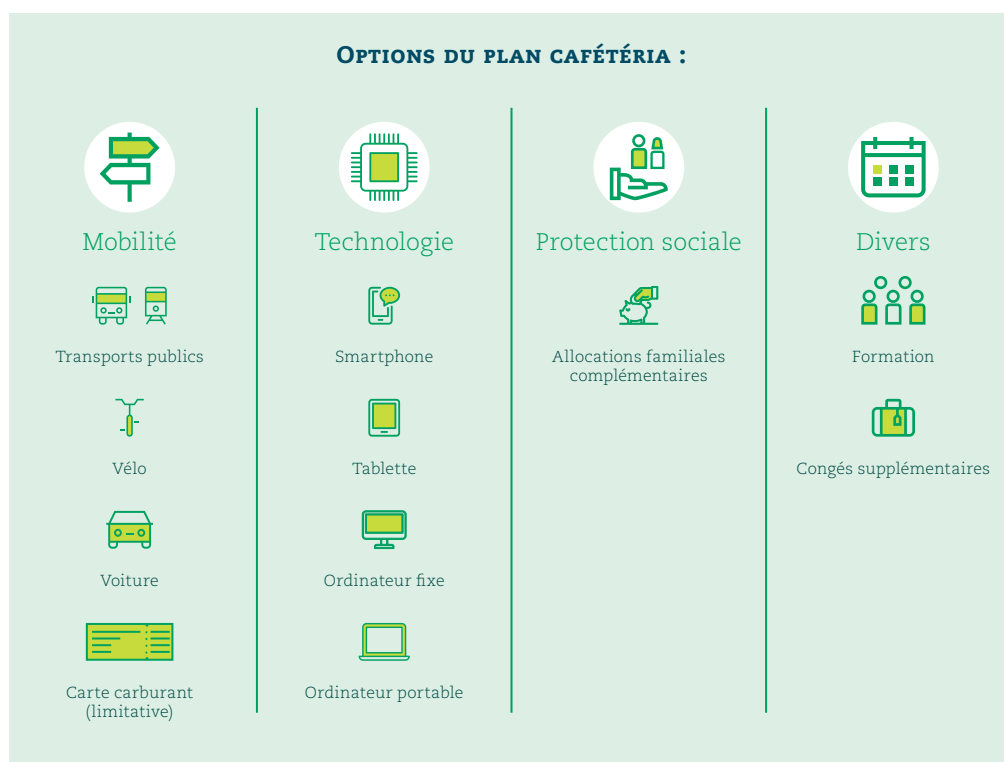 Options du plan cafétéria :
Mobilité
Transports publics
Vélo
Voiture
Carte carburant
(limitative)
Technologie
Smartphone
Tablette
Ordinateur fixe
Ordinateur portable
Protection sociale
Allocations familiales
complémentaires
Divers
Formation
Congés supplémentaires